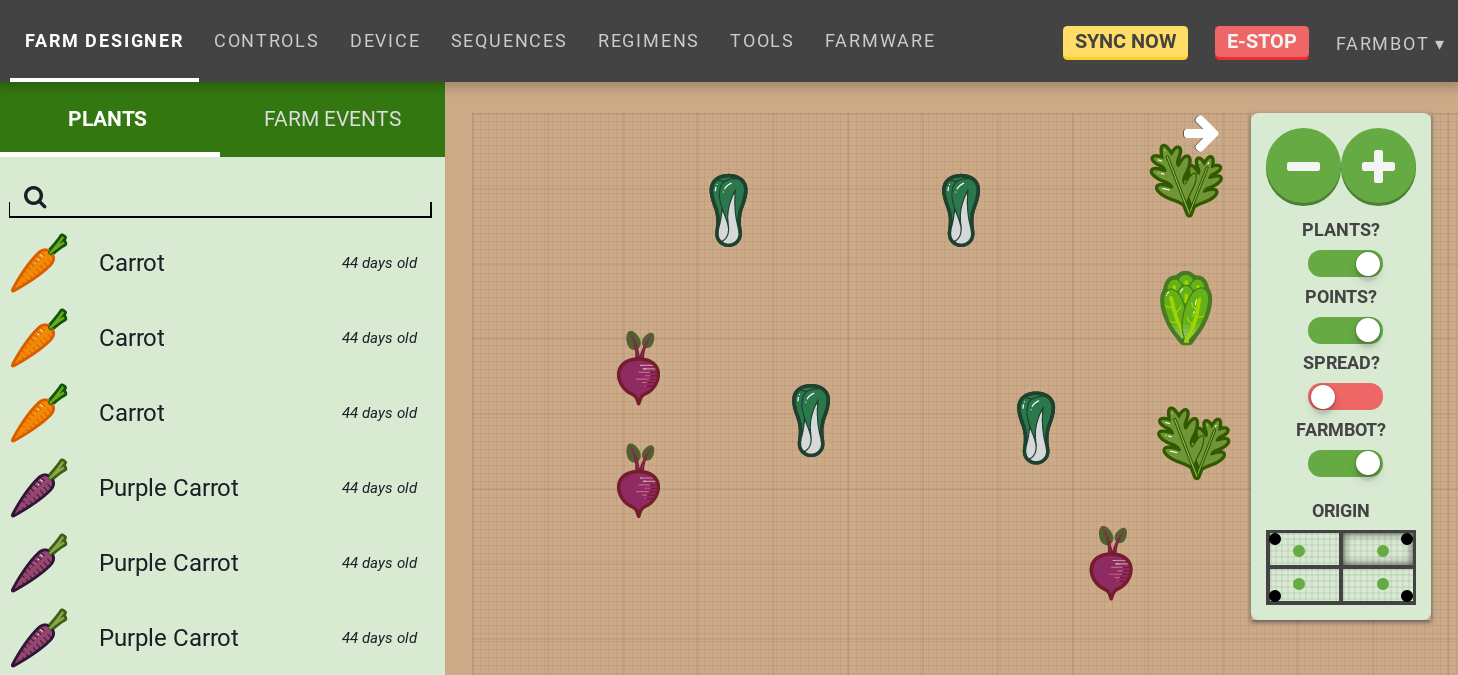 FARM DESIGNER CONTROLS DEVICE SEQUENCES REGIMENS TOOLS FARMWARE SYNC NOW E-STOP FARMBOT ▾
PLANTS FARM EVENTS
Carrot 44 days old
Carrot 44 days old
Carrot 44 days old
Purple Carrot 44 days old
Purple Carrot 44 days old
Purple Carrot 44 days old
PLANTS?
POINTS?
SPREAD?
FARMBOT?
ORIGIN